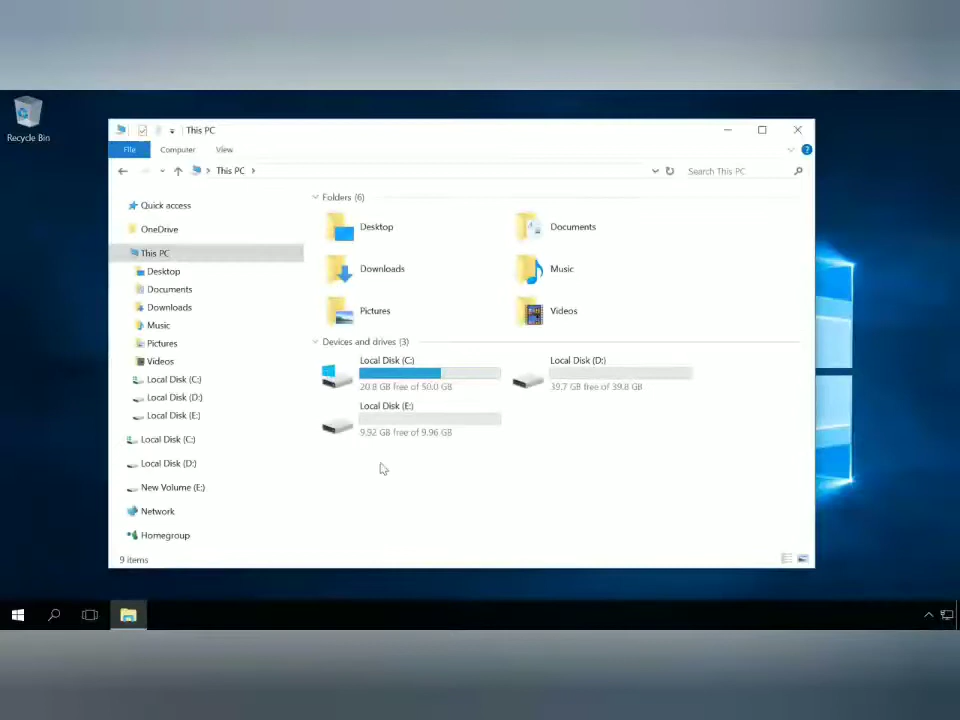 Recycle Bin
This PC
File Computer View
This PC
Search This PC
Quick access
OneDrive
This PC
Desktop
Documents
Downloads
Music
Pictures
Videos
Local Disk (C:)
Local Disk (D:)
Local Disk (E:)
Local Disk (C:)
Local Disk (D:)
New Volume (E:)
Network
Homegroup
Folders (6)
Desktop
Documents
Downloads
Music
Pictures
Videos
Devices and drives (3)
Local Disk (C:)
20.8 GB free of 50.0 GB
Local Disk (D:)
39.7 GB free of 39.8 GB
Local Disk (E:)
9.92 GB free of 9.96 GB
9 items